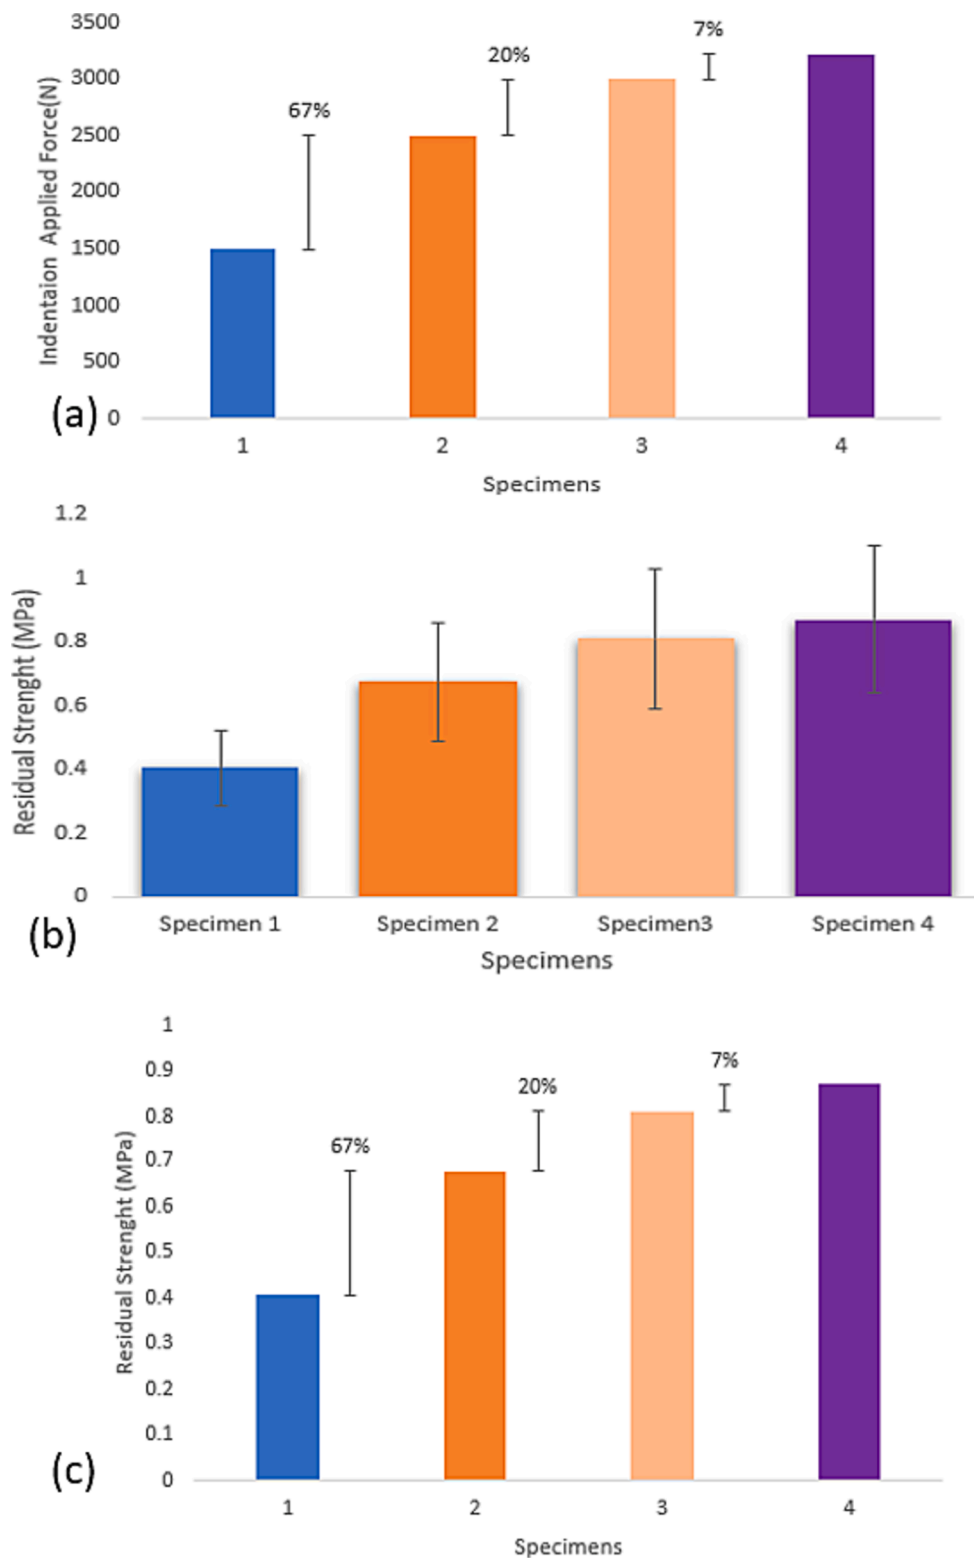 3500
3000
2500
2000
1500
1000
500
0
Indentaion Applied Force(N)
67%
20%
7%
(a)
1 2 3 4
Specimens
1.2
1
0.8
0.6
0.4
0.2
0
Residual Strenght (MPa)
(b)
Specimen 1 Specimen 2 Specimen3 Specimen 4
Specimens
1
0.9
0.8
0.7
0.6
0.5
0.4
0.3
0.2
0.1
0
Residual Strenght (MPa)
67%
20%
7%
(c)
1 2 3 4
Specimens